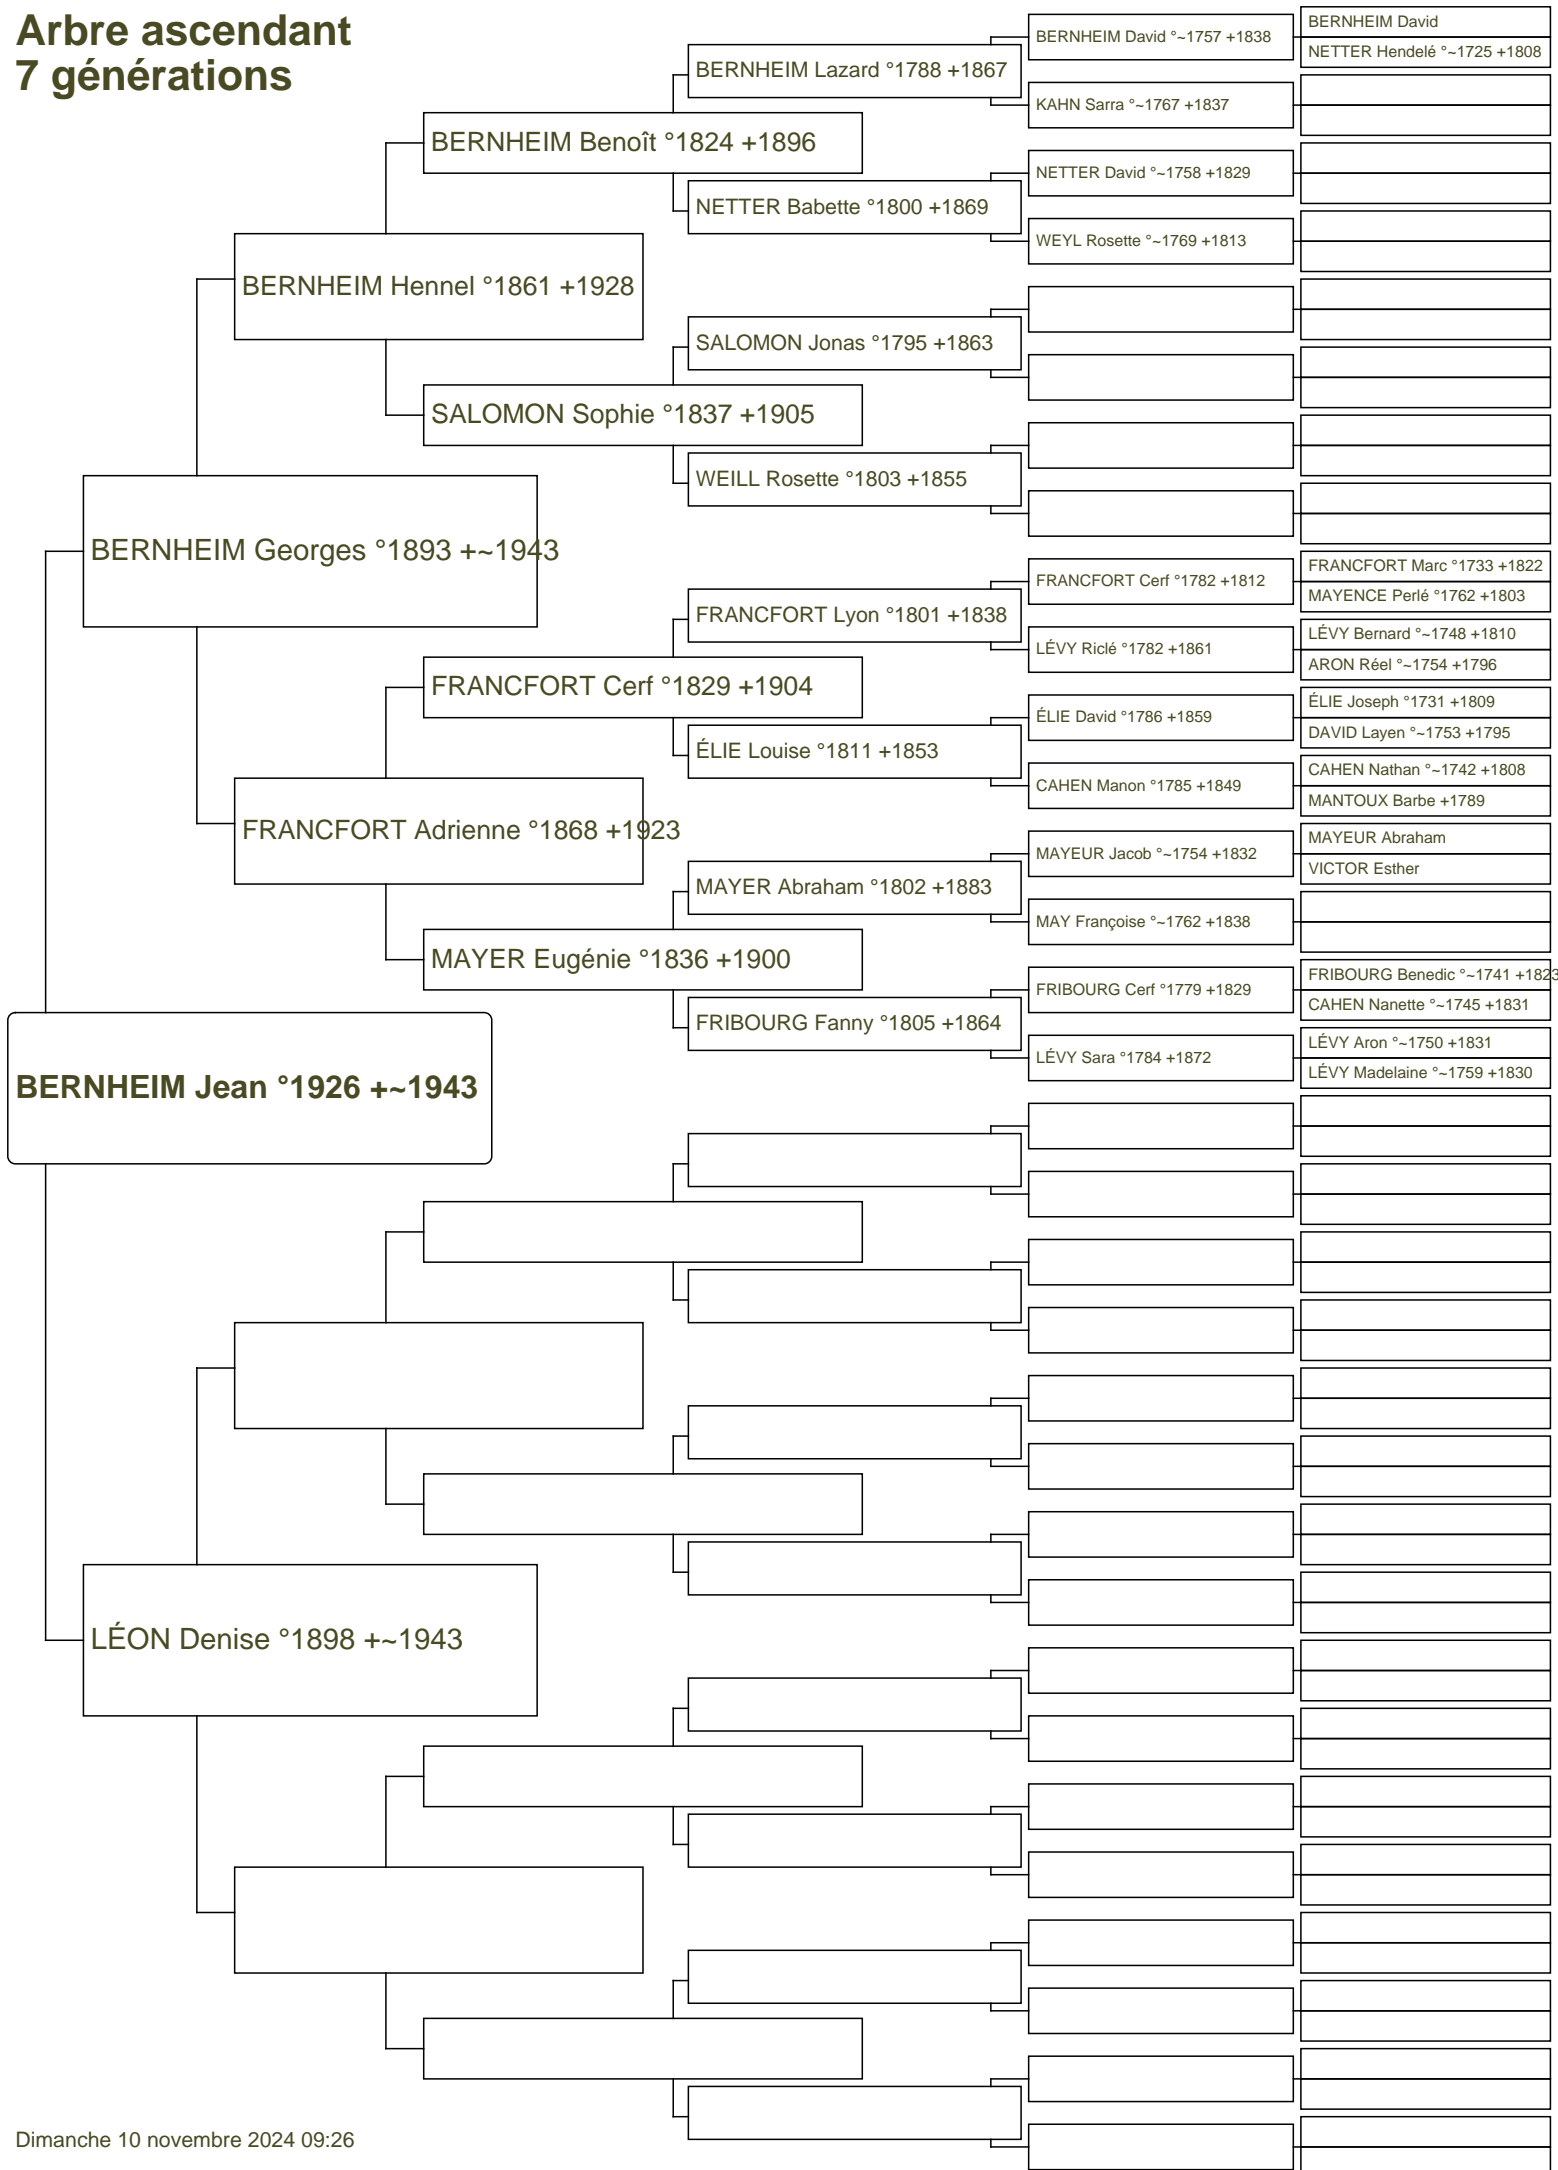 Arbre ascendant
7 générations
BERNHEIM David °~1757 +1838
BERNHEIM David
NETTER Hendelé °~1725 +1808
BERNHEIM Lazard °1788 +1867
KAHN Sarra °~1767 +1837
BERNHEIM Benoît °1824 +1896
NETTER David °~1758 +1829
NETTER Babette °1800 +1869
WEYL Rosette °~1769 +1813
BERNHEIM Hennel °1861 +1928
SALOMON Jonas °1795 +1863
SALOMON Sophie °1837 +1905
WEILL Rosette °1803 +1855
BERNHEIM Georges °1893 +~1943
FRANCFORT Cerf °1782 +1812
FRANCFORT Marc °1733 +1822
MAYENCE Perlé °1762 +1803
FRANCFORT Lyon °1801 +1838
LÉVY Riclé °1782 +1861
LÉVY Bernard °~1748 +1810
ARON Réel °~1754 +1796
FRANCFORT Cerf °1829 +1904
ÉLIE David °1786 +1859
ÉLIE Joseph °1731 +1809
DAVID Layen °~1753 +1795
ÉLIE Louise °1811 +1853
CAHEN Manon °1785 +1849
CAHEN Nathan °~1742 +1808
MANTOUX Barbe +1789
FRANCFORT Adrienne °1868 +1923
MAYEUR Jacob °~1754 +1832
MAYEUR Abraham
VICTOR Esther
MAYER Abraham °1802 +1883
MAY Françoise °~1762 +1838
MAYER Eugénie °1836 +1900
FRIBOURG Cerf °1779 +1829
FRIBOURG Benedic °~1741 +1823
CAHEN Nanette °~1745 +1831
FRIBOURG Fanny °1805 +1864
LÉVY Sara °1784 +1872
LÉVY Aron °~1750 +1831
LÉVY Madelaine °~1759 +1830
BERNHEIM Jean °1926 +~1943
LÉON Denise °1898 +~1943
Dimanche 10 novembre 2024 09:26